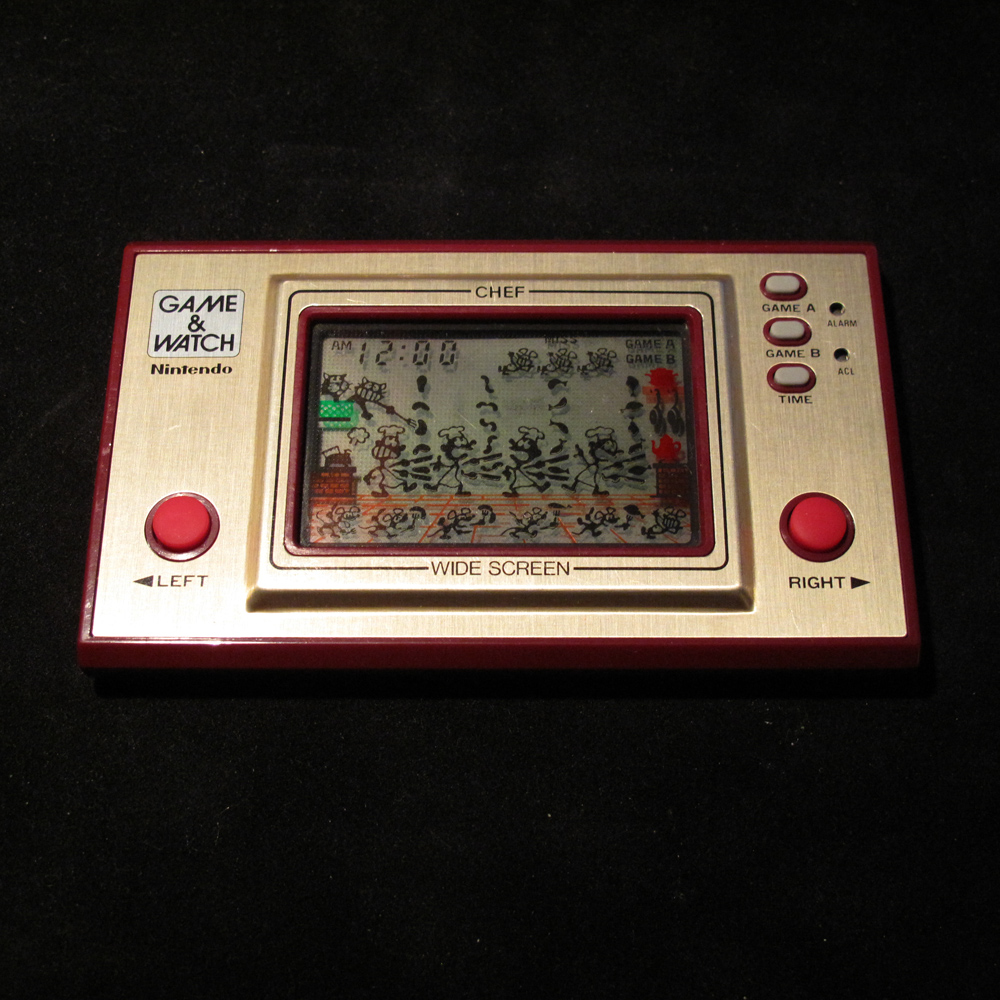 GAME
&
WATCH
Nintendo
CHEF
AM 12:00
MISS
GAME A
GAME B
GAME A
ALARM
GAME B
ACL
TIME
◀LEFT
WIDE SCREEN
RIGHT▶